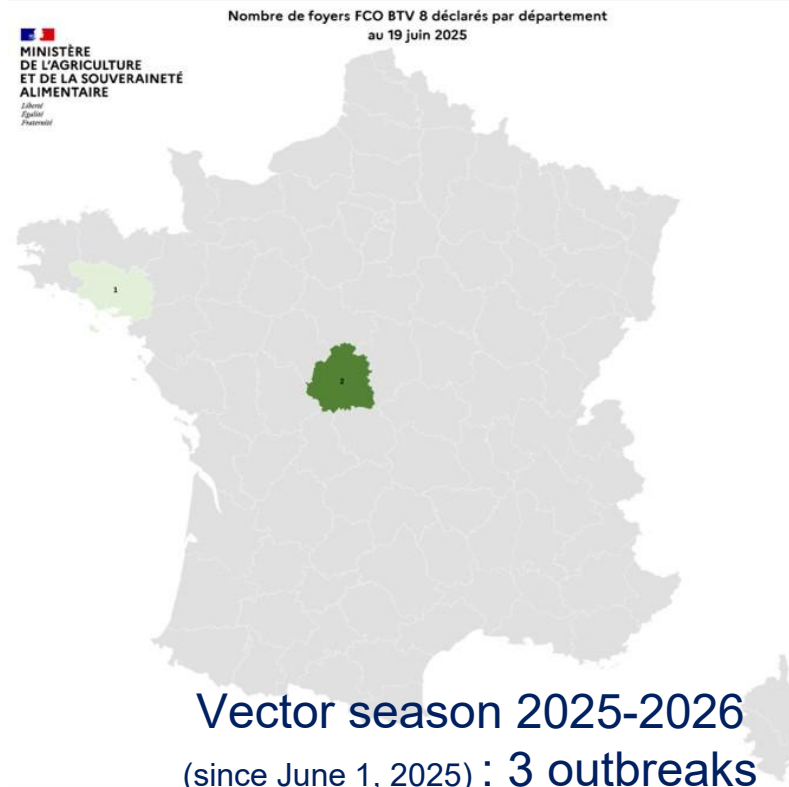 Nombre de foyers FCO BTV 8 déclarés par département
au 19 juin 2025
MINISTÈRE
DE L'AGRICULTURE
ET DE LA SOUVERAINETÉ
ALIMENTAIRE
Liberté
Égalité
Fraternité
1
2
Vector season 2025-2026
(since June 1, 2025) : 3 outbreaks